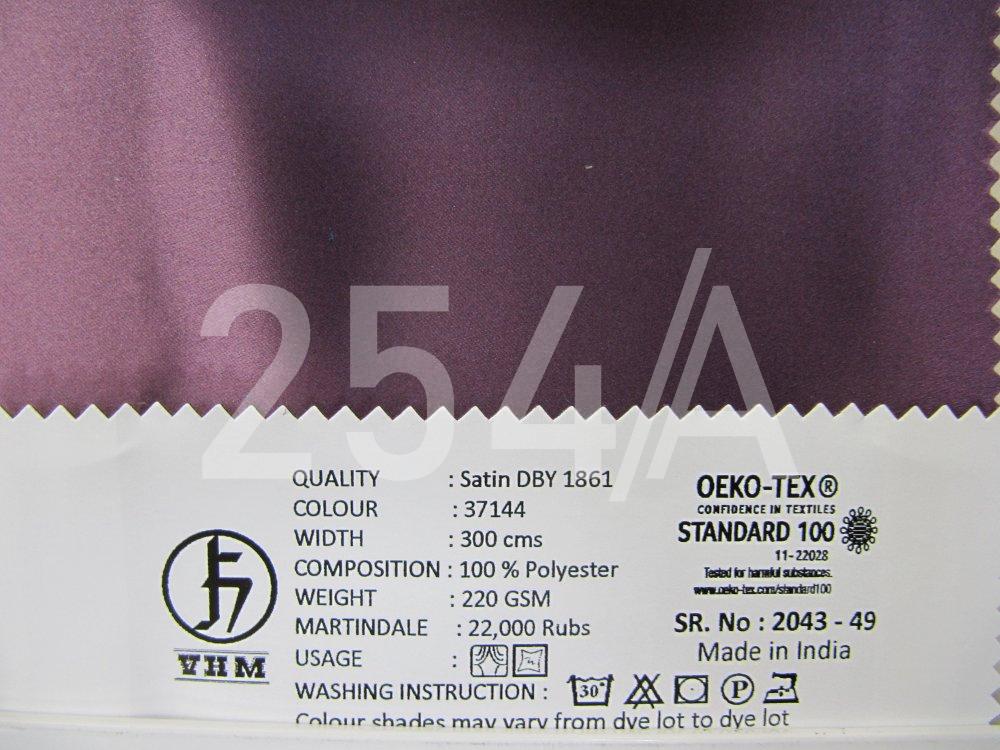 254/A
QUALITY : Satin DBY 1861
COLOUR : 37144
WIDTH : 300 cms
COMPOSITION : 100 % Polyester
WEIGHT : 220 GSM
MARTINDALE : 22,000 Rubs
USAGE :
WASHING INSTRUCTION : 30° P
Colour shades may vary from dye lot to dye lot
VHM
OEKO-TEX®
CONFIDENCE IN TEXTILES
STANDARD 100
11-22028
Tested for harmful substances.
www.oeko-tex.com/standard100
SR. No : 2043 - 49
Made in India